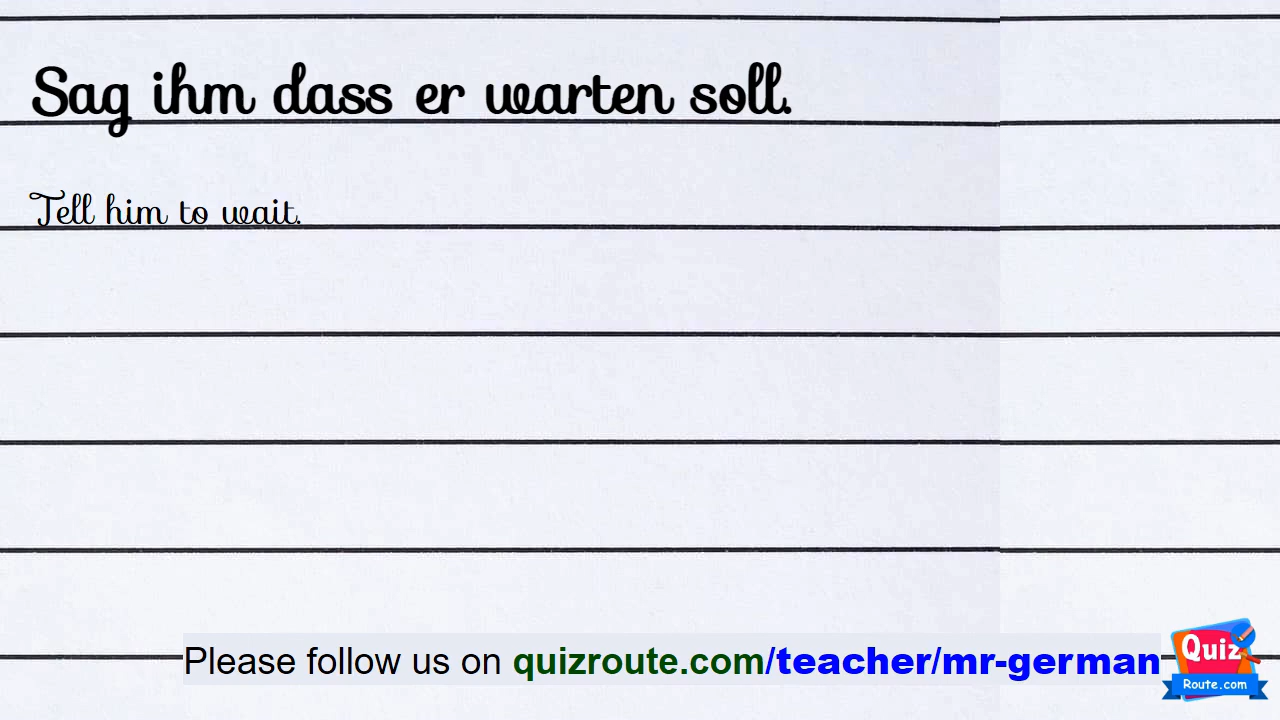 Sag ihm dass er warten soll.
Tell him to wait.
Please follow us on quizroute.com/teacher/mr-german
Quiz
Route.com